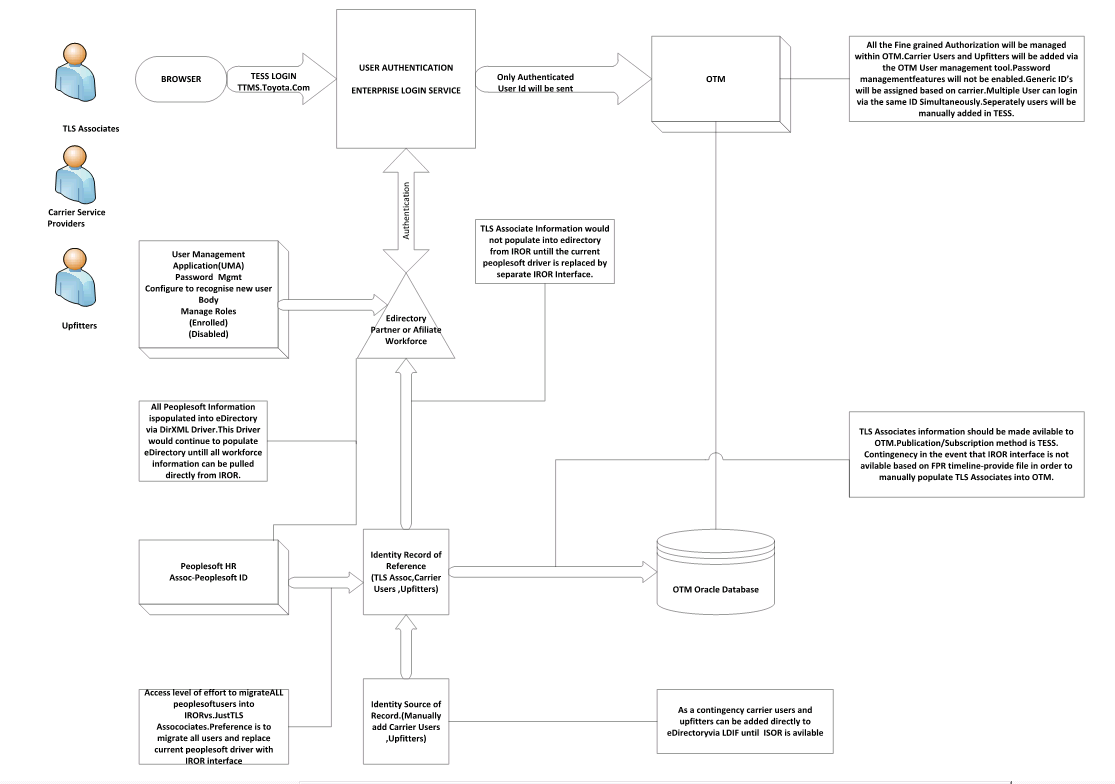 TLS Associates
Carrier Service
Providers
Upfitters
BROWSER
TESS LOGIN
TTMS.Toyota.Com
USER AUTHENTICATION
ENTERPRISE LOGIN SERVICE
Only Authenticated
User Id will be sent
OTM
All the Fine grained Authorization will be managed
within OTM.Carrier Users and Upfitters will be added via
the OTM User management tool.Password
managementfeatures will not be enabled.Generic ID's
will be assigned based on carrier.Multiple User can login
via the same ID Simultaneously.Seperately users will be
manually added in TESS.
Authentication
User Management
Application(UMA)
Password Mgmt
Configure to recognise new user
Body
Manage Roles
(Enrolled)
(Disabled)
Edirectory
Partner or Afiliate
Workforce
TLS Associate Information would
not populate into edirectory
from IROR untill the current
peoplesoft driver is replaced by
separate IROR Interface.
All Peoplesoft Information
ispopulated into eDirectory
via DirXML Driver.This Driver
would continue to populate
eDirectory untill all workforce
information can be pulled
directly from IROR.
TLS Associates information should be made avilable to
OTM.Publication/Subscription method is TESS.
Contingency in the event that IROR interface is not
avilable based on FPR timeline-provide file in order to
manually populate TLS Associates into OTM.
Peoplesoft HR
Assoc-Peoplesoft ID
Identity Record of
Reference
(TLS Assoc,Carrier
Users ,Upfitters)
OTM Oracle Database
Access level of effort to migrateALL
peoplesoftusers into
IRORvs.JustTLS
Assocociates.Preference is to
migrate all users and replace
current peoplesoft driver with
IROR interface
Identity Source of
Record.(Manually
add Carrier Users
,Upfitters)
As a contingency carrier users and
upfitters can be added directly to
eDirectoryvia LDIF until ISOR is avilable